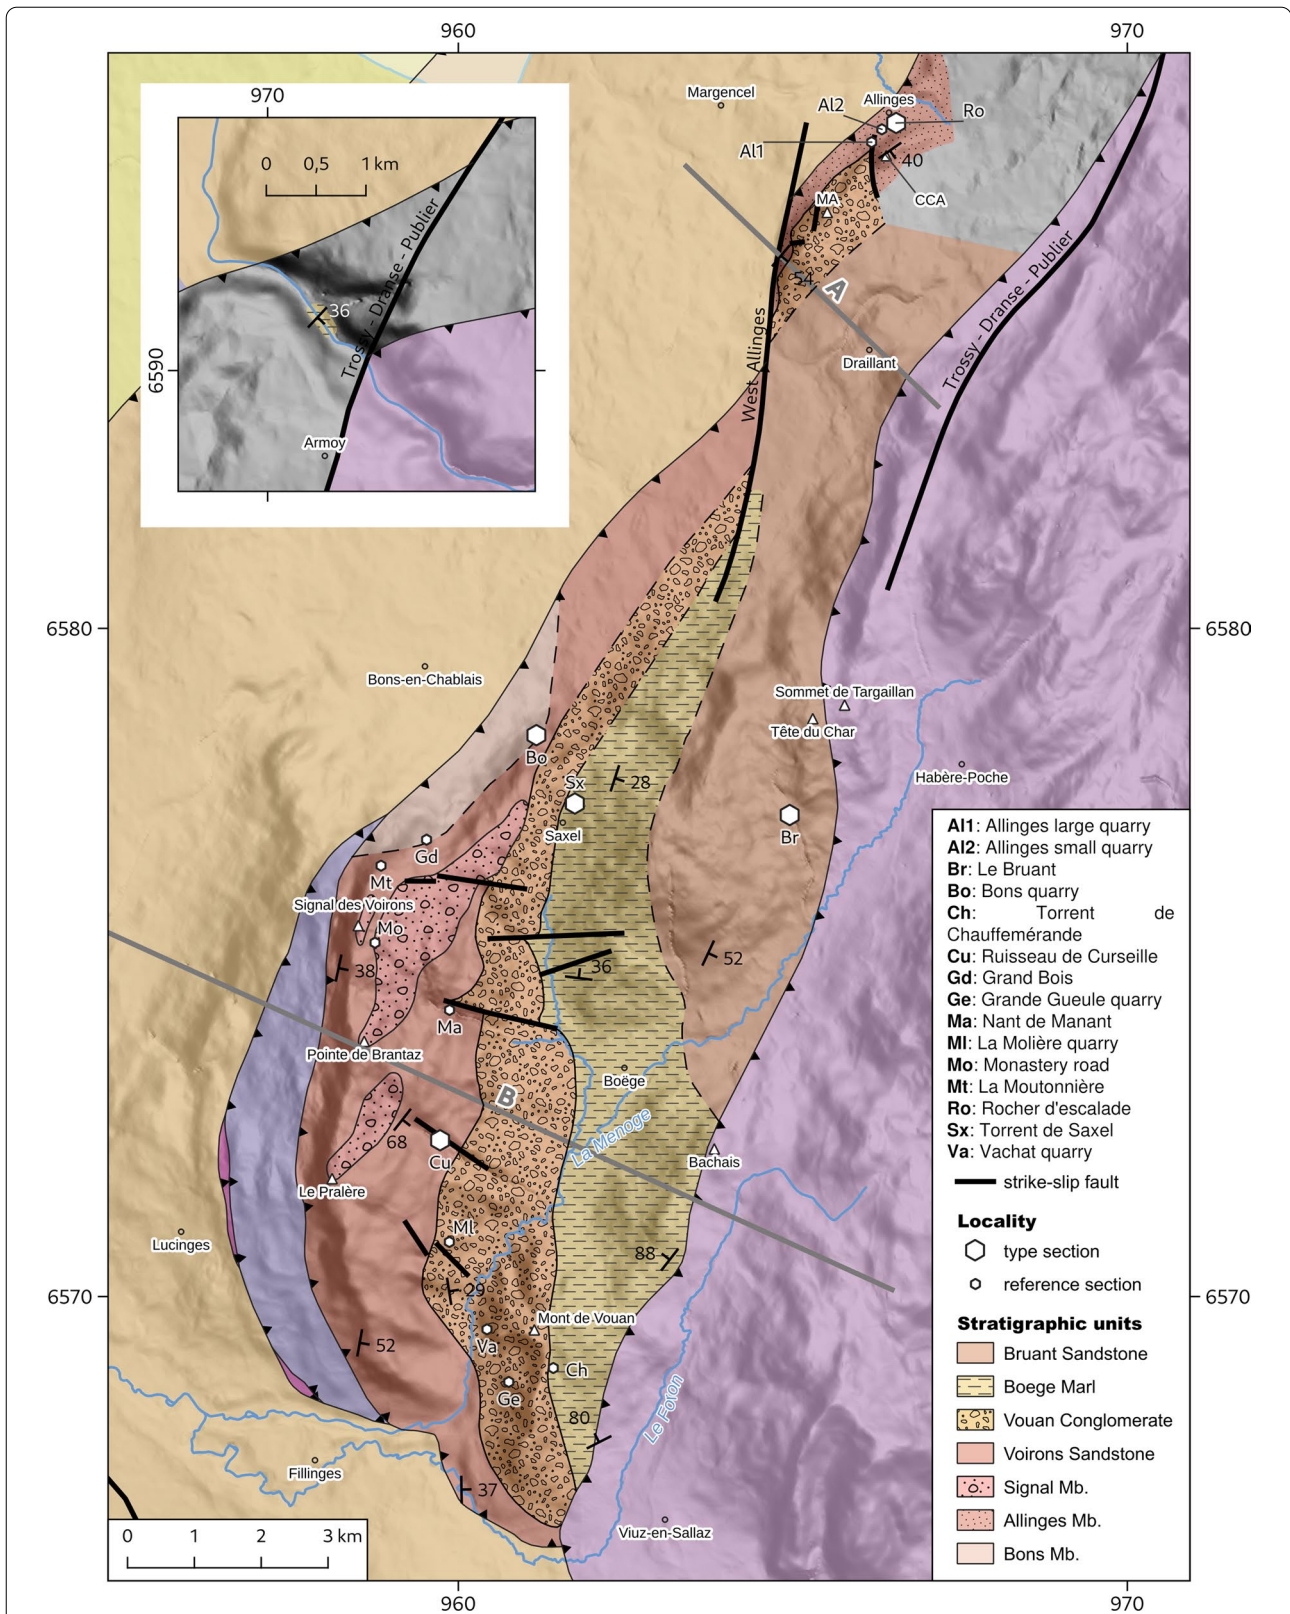 960
970
970
0
0,5
1 km
Trossy - Dranse - Publier
36
6590
Armoy
Margencel
Al2
Allinges
Ro
Al1
40
CCA
MA
54
A
West Allinges
Draillant
Trossy - Dranse - Publier
6580
6580
Bons-en-Chablais
Sommet de Targaillan
Tête du Char
Bo
Habère-Poche
Sx
28
Saxel
Br
Gd
Mt
Signal des Voirons
Mo
38
52
36
Ma
Pointe de Brantaz
Boëge
B
68
La Menoge
Cu
Bachais
Le Pralère
Lucinges
Ml
88
29
6570
6570
Mont de Vouan
Va
52
Ch
Ge
80
Le Foron
Fillinges
37
Viuz-en-Sallaz
0
1
2
3 km
960
970
Al1: Allinges large quarry
Al2: Allinges small quarry
Br: Le Bruant
Bo: Bons quarry
Ch: Torrent de
Chauffemérande
Cu: Ruisseau de Curseille
Gd: Grand Bois
Ge: Grande Gueule quarry
Ma: Nant de Manant
Ml: La Molière quarry
Mo: Monastery road
Mt: La Moutonnière
Ro: Rocher d'escalade
Sx: Torrent de Saxel
Va: Vachat quarry
strike-slip fault
Locality
type section
reference section
Stratigraphic units
Bruant Sandstone
Boege Marl
Vouan Conglomerate
Voirons Sandstone
Signal Mb.
Allinges Mb.
Bons Mb.